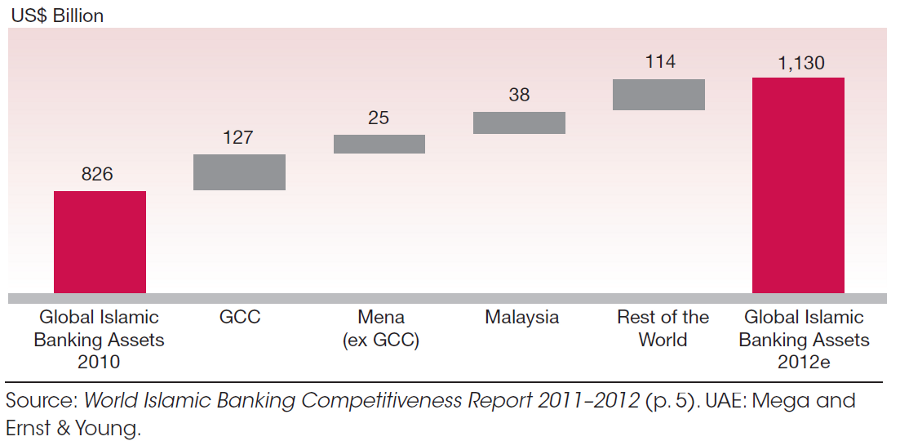 US$ Billion
826
127
25
38
114
1,130
Global Islamic
Banking Assets
2010
GCC
Mena
(ex GCC)
Malaysia
Rest of the
World
Global Islamic
Banking Assets
2012e
Source: World Islamic Banking Competitiveness Report 2011–2012 (p. 5). UAE: Mega and
Ernst & Young.